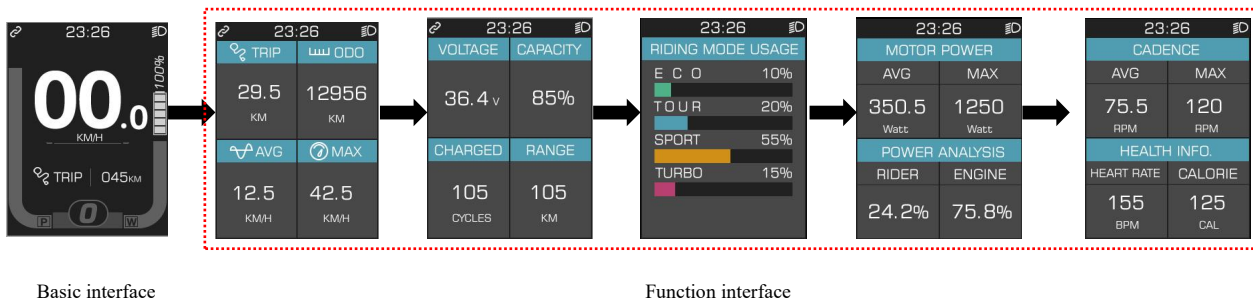 23:26
100%
00.0
KM/H
TRIP 045KM
P 0 W
23:26
TRIP ODO
29.5 12956
KM KM
AVG MAX
12.5 42.5
KM/H KM/H
23:26
VOLTAGE CAPACITY
36.4 V 85%
CHARGED RANGE
105 105
CYCLES KM
23:26
RIDING MODE USAGE
ECO 10%
TOUR 20%
SPORT 55%
TURBO 15%
23:26
MOTOR POWER
AVG MAX
350.5 1250
Watt Watt
POWER ANALYSIS
RIDER ENGINE
24.2% 75.8%
23:26
CADENCE
AVG MAX
75.5 120
RPM RPM
HEALTH INFO.
HEART RATE CALORIE
155 125
BPM CAL
Basic interface
Function interface